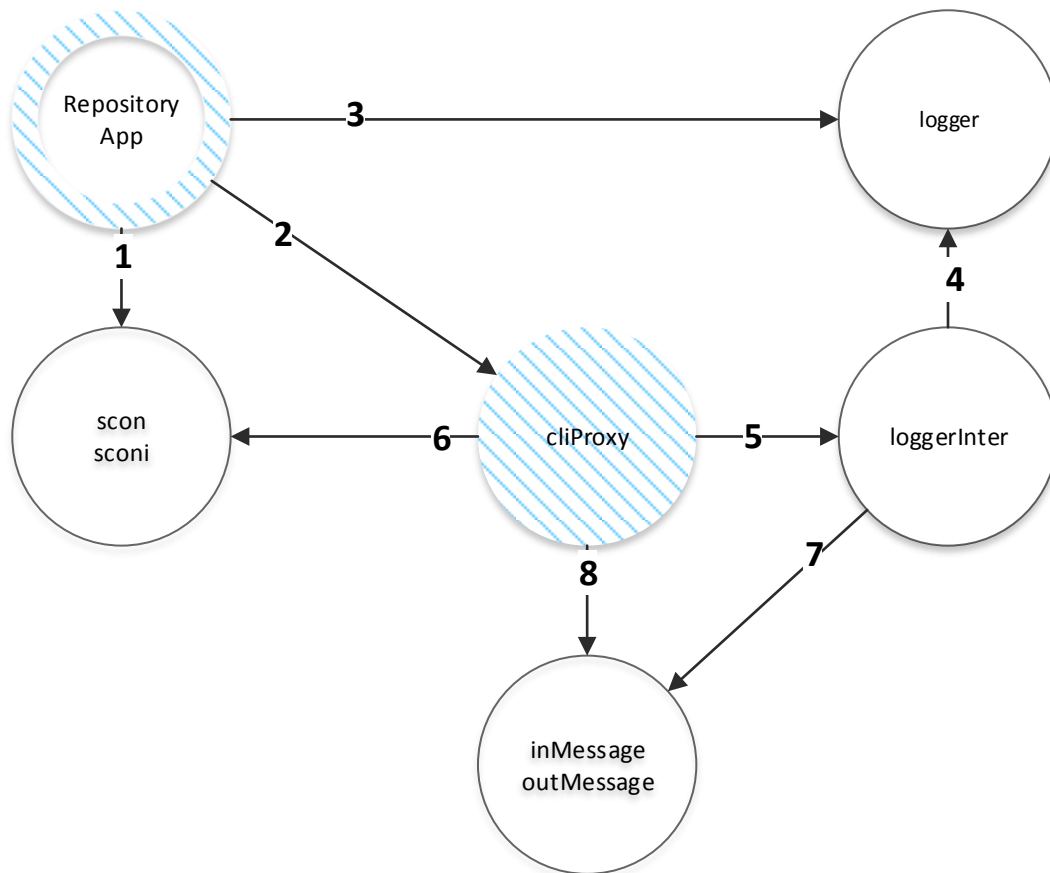 Repository
App
3
logger
2
1
4
scon
sconi
6
cliProxy
5
loggerInter
7
8
inMessage
outMessage